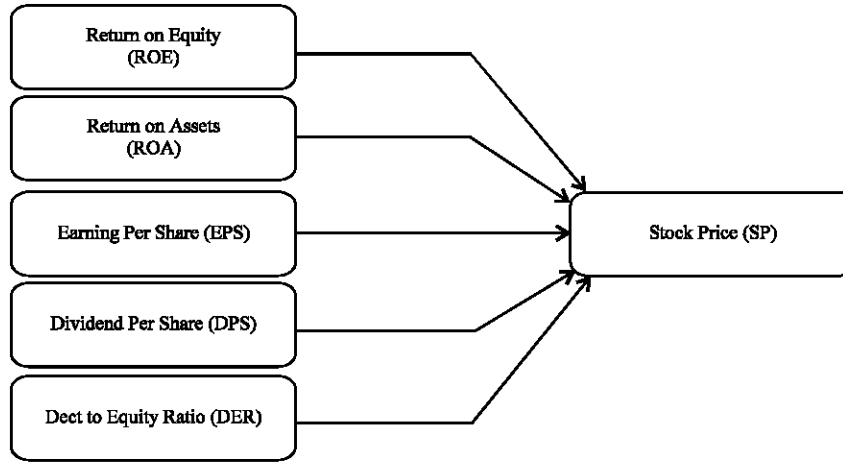 Return on Equity
(ROE)
Return on Assets
(ROA)
Earning Per Share (EPS)
Stock Price (SP)
Dividend Per Share (DPS)
Dect to Equity Ratio (DER)